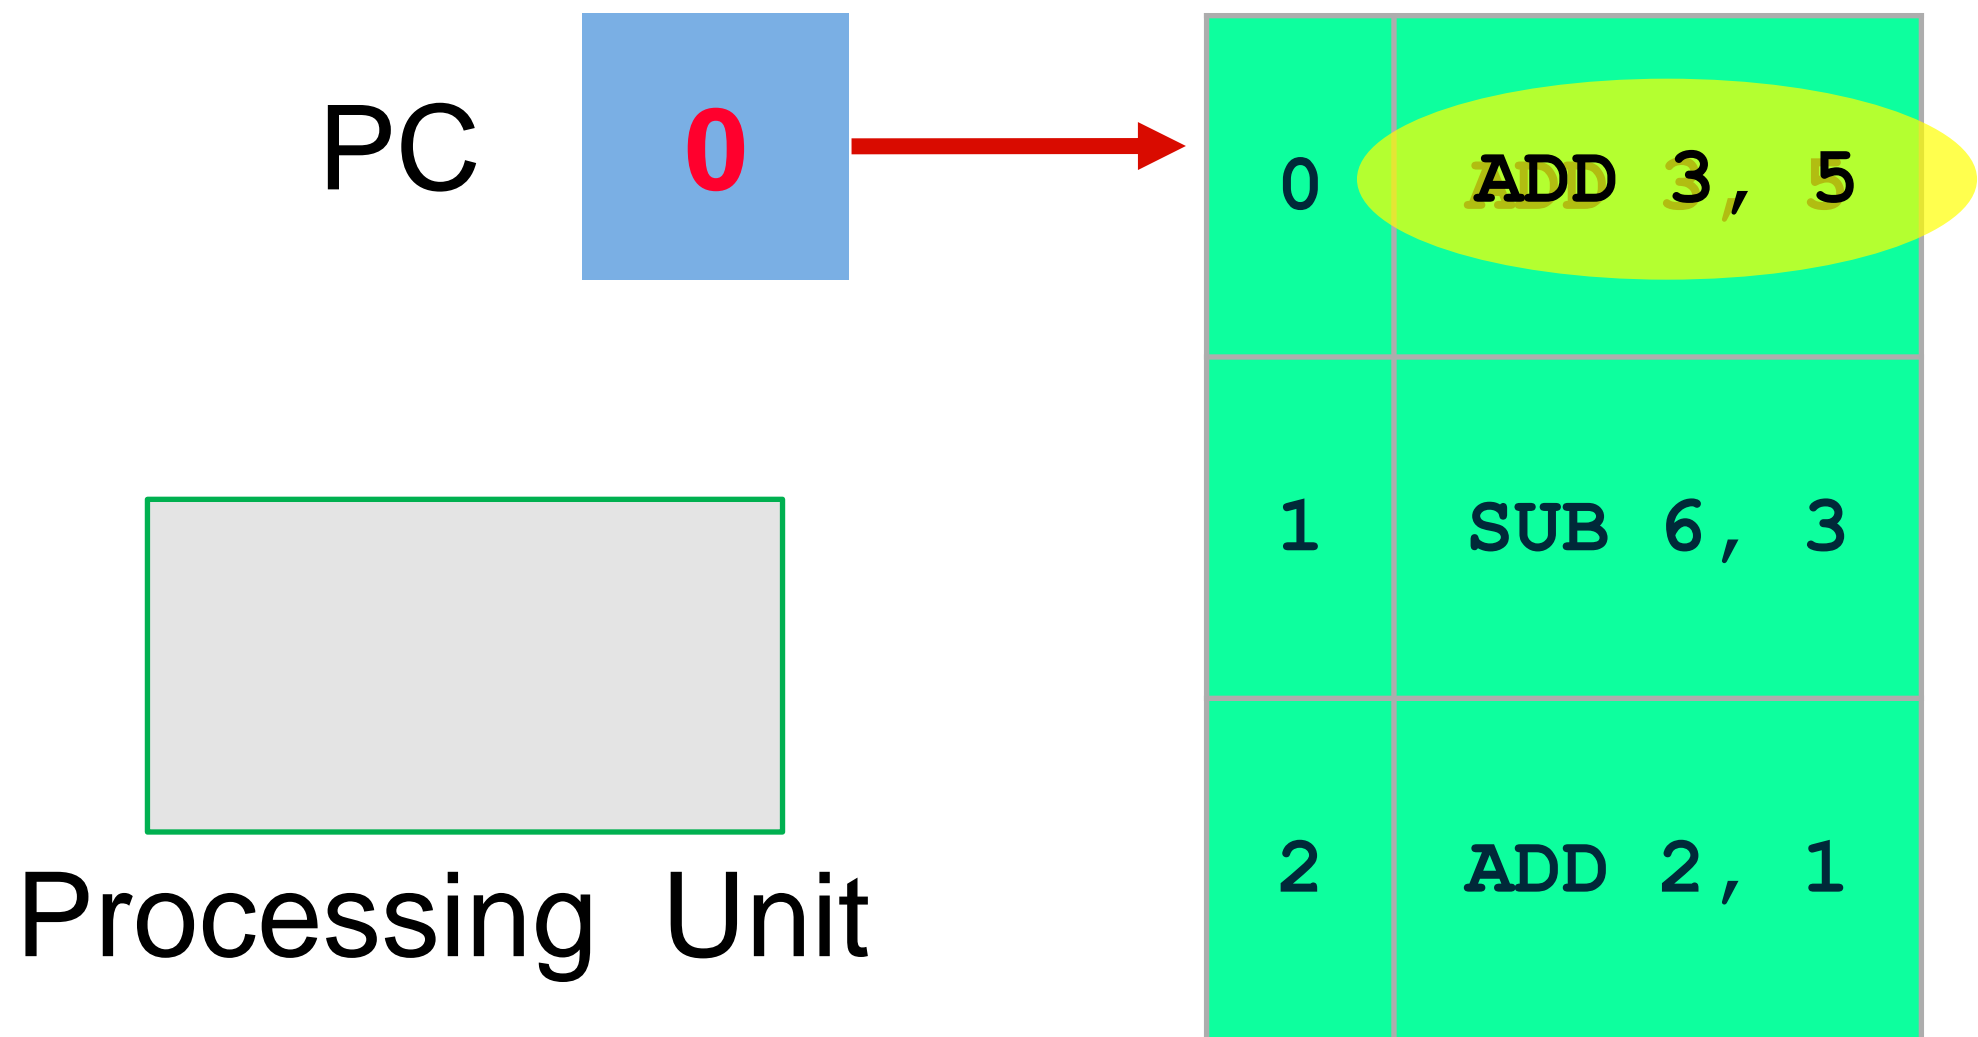 PC
0
0 ADD 3, 5
1 SUB 6, 3
2 ADD 2, 1
Processing Unit